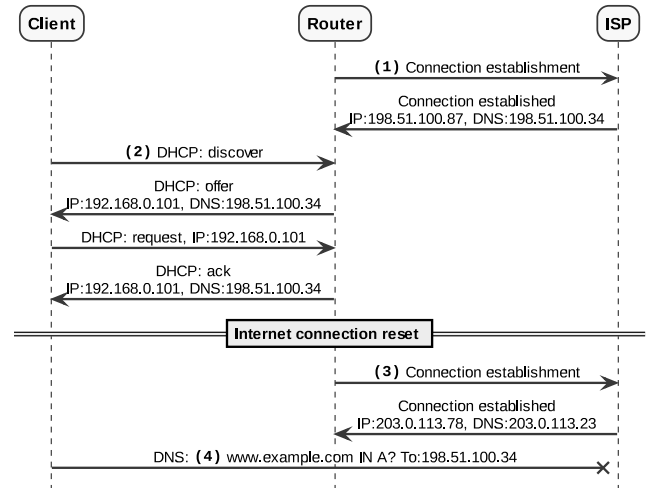 Client Router ISP
(1) Connection establishment
Connection established
IP:198.51.100.87, DNS:198.51.100.34
(2) DHCP: discover
DHCP: offer
IP:192.168.0.101, DNS:198.51.100.34
DHCP: request, IP:192.168.0.101
DHCP: ack
IP:192.168.0.101, DNS:198.51.100.34
Internet connection reset
(3) Connection establishment
Connection established
IP:203.0.113.78, DNS:203.0.113.23
DNS: (4) www.example.com IN A? To:198.51.100.34